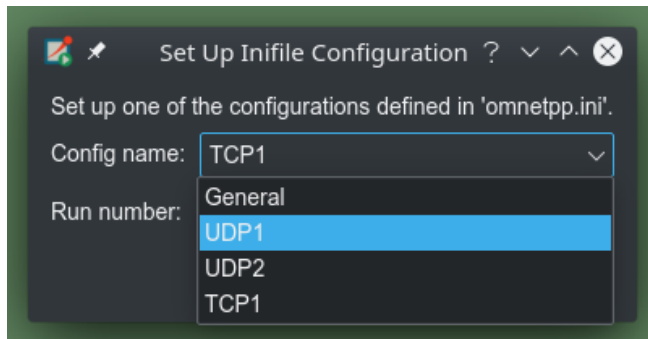 Set Up Inifile Configuration ?
Set up one of the configurations defined in 'omnetpp.ini'.
Config name: TCP1
Run number:
General
UDP1
UDP2
TCP1